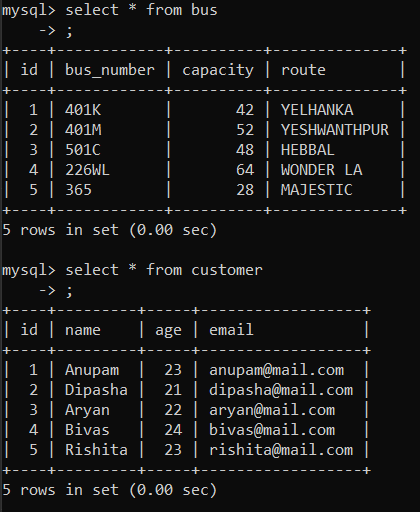 mysql> select * from bus
    -> ;
+----+------------+----------+--------------+
| id | bus_number | capacity | route        |
+----+------------+----------+--------------+
|  1 | 401K       |       42 | YELHANKA     |
|  2 | 401M       |       52 | YESHWANTHPUR |
|  3 | 501C       |       48 | HEBBAL       |
|  4 | 226WL      |       64 | WONDER LA    |
|  5 | 365        |       28 | MAJESTIC     |
+----+------------+----------+--------------+
5 rows in set (0.00 sec)

mysql> select * from customer
    -> ;
+----+---------+-----+------------------+
| id | name    | age | email            |
+----+---------+-----+------------------+
|  1 | Anupam  |  23 | anupam@mail.com  |
|  2 | Dipasha |  21 | dipasha@mail.com |
|  3 | Aryan   |  22 | aryan@mail.com   |
|  4 | Bivas   |  24 | bivas@mail.com   |
|  5 | Rishita |  23 | rishita@mail.com |
+----+---------+-----+------------------+
5 rows in set (0.00 sec)